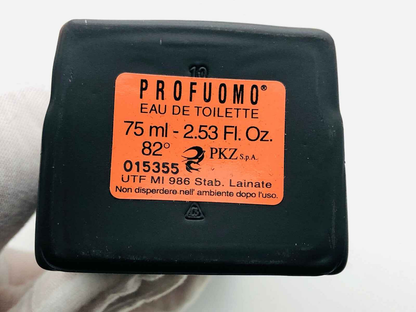 PROFUOMO®
EAU DE TOILETTE
75 ml - 2.53 Fl. Oz.
82° PKZ S.p.A.
015355
UTF MI 986 Stab. Lainate
Non disperdere nell'ambiente dopo l'uso.